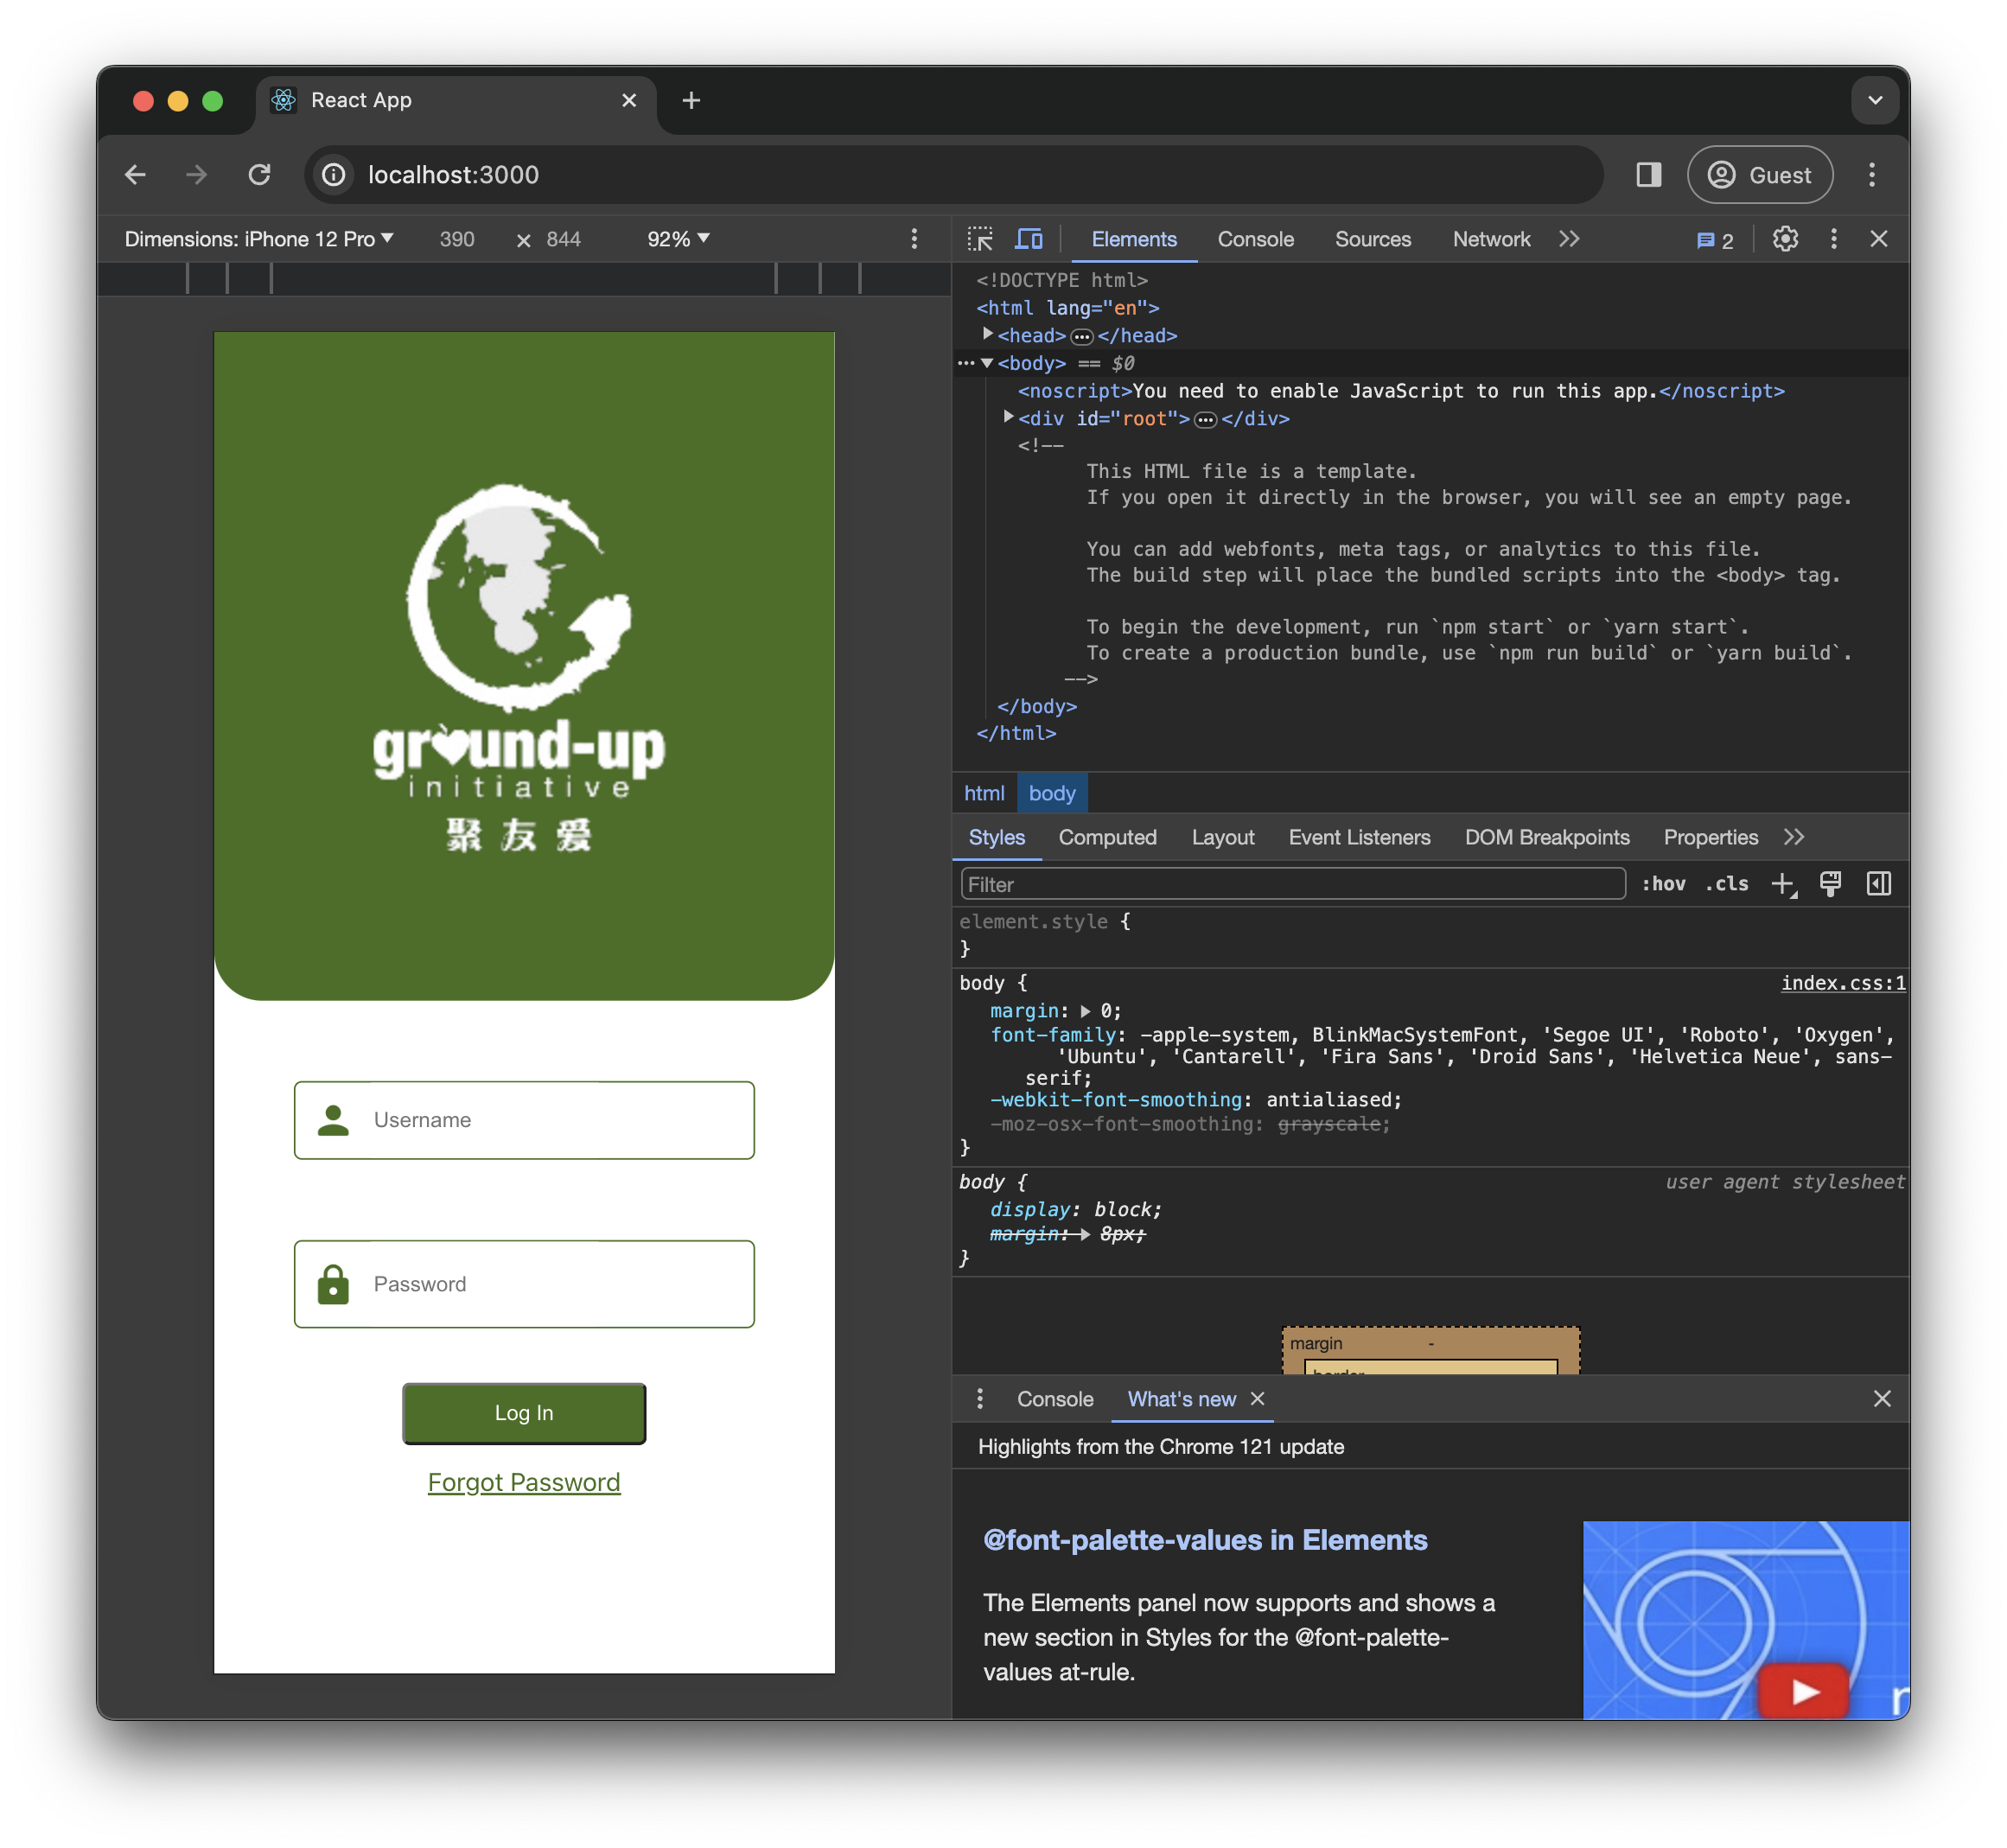 React App
localhost:3000
Guest
Dimensions: iPhone 12 Pro 390 × 844 92%
ground-up
initiative
聚友爱
Username
Password
Log In
Forgot Password
Elements Console Sources Network 2
<!DOCTYPE html>
<html lang="en">
<head> </head>
<body> == $0
<noscript>You need to enable JavaScript to run this app.</noscript>
<div id="root"> </div>
<!--
This HTML file is a template.
If you open it directly in the browser, you will see an empty page.
You can add webfonts, meta tags, or analytics to this file.
The build step will place the bundled scripts into the <body> tag.
To begin the development, run `npm start` or `yarn start`.
To create a production bundle, use `npm run build` or `yarn build`.
-->
</body>
</html>
html body
Styles Computed Layout Event Listeners DOM Breakpoints Properties
Filter :hov .cls
element.style {
}
body { index.css:1
margin: 0;
font-family: -apple-system, BlinkMacSystemFont, 'Segoe UI', 'Roboto', 'Oxygen',
'Ubuntu', 'Cantarell', 'Fira Sans', 'Droid Sans', 'Helvetica Neue', sans-
serif;
-webkit-font-smoothing: antialiased;
-moz-osx-font-smoothing: grayscale;
}
body { user agent stylesheet
display: block;
margin: 8px;
}
margin -
border
Console What's new
Highlights from the Chrome 121 update
@font-palette-values in Elements
The Elements panel now supports and shows a
new section in Styles for the @font-palette-
values at-rule.